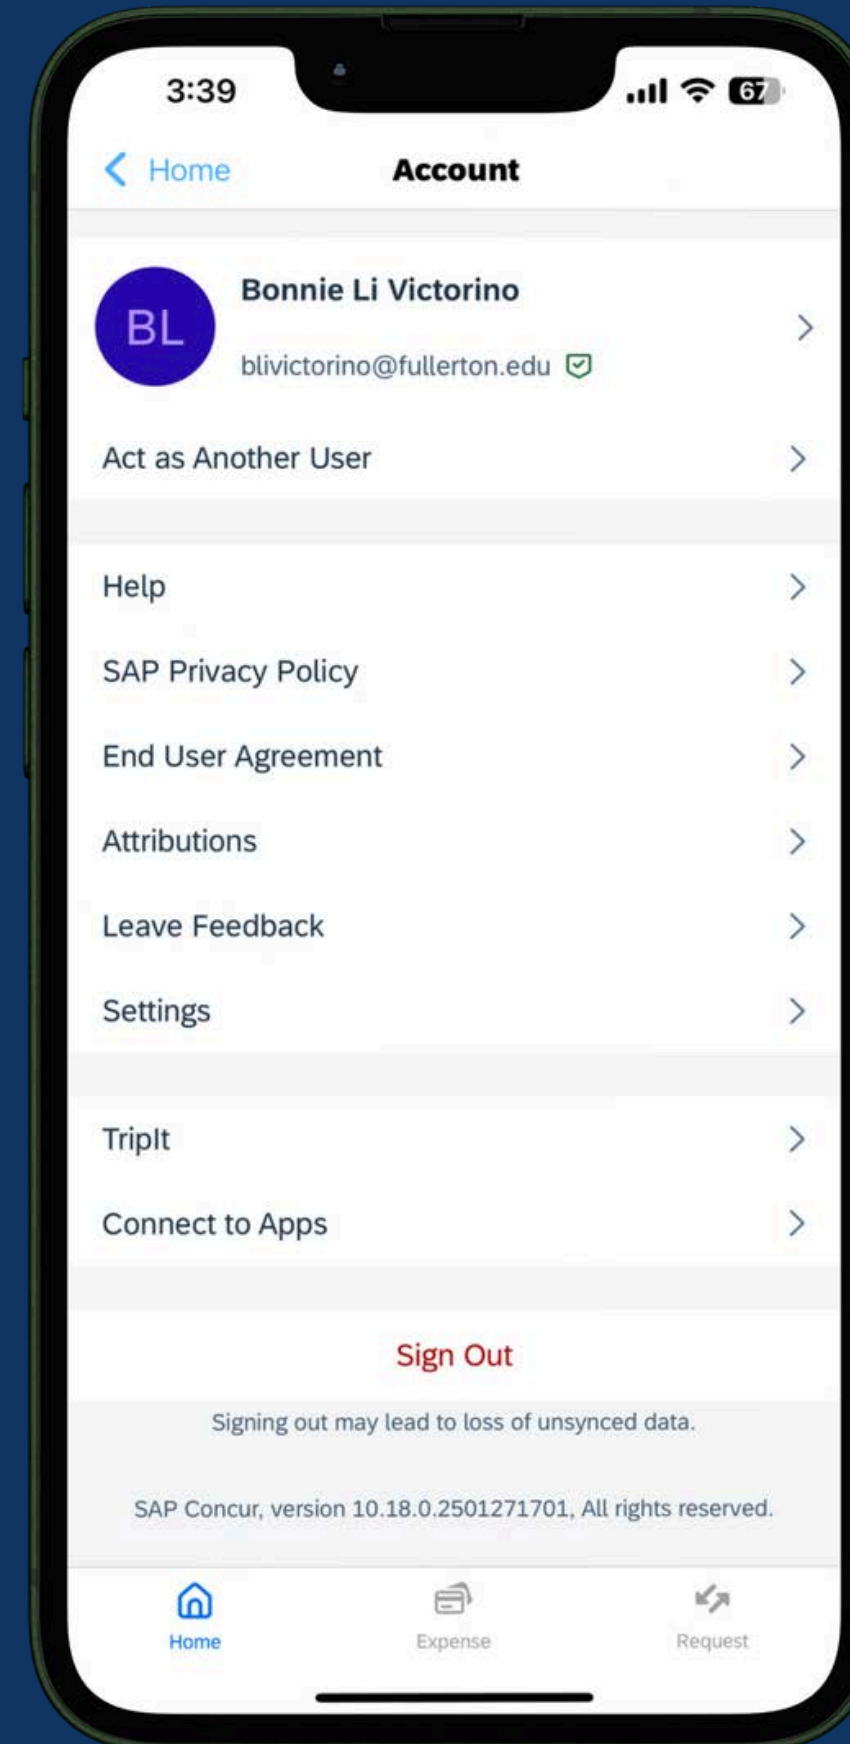 3:39
67
Home
Account
BL
Bonnie Li Victorino
blivictorino@fullerton.edu
Act as Another User
Help
SAP Privacy Policy
End User Agreement
Attributions
Leave Feedback
Settings
TripIt
Connect to Apps
Sign Out
Signing out may lead to loss of unsynced data.
SAP Concur, version 10.18.0.2501271701, All rights reserved.
Home
Expense
Request